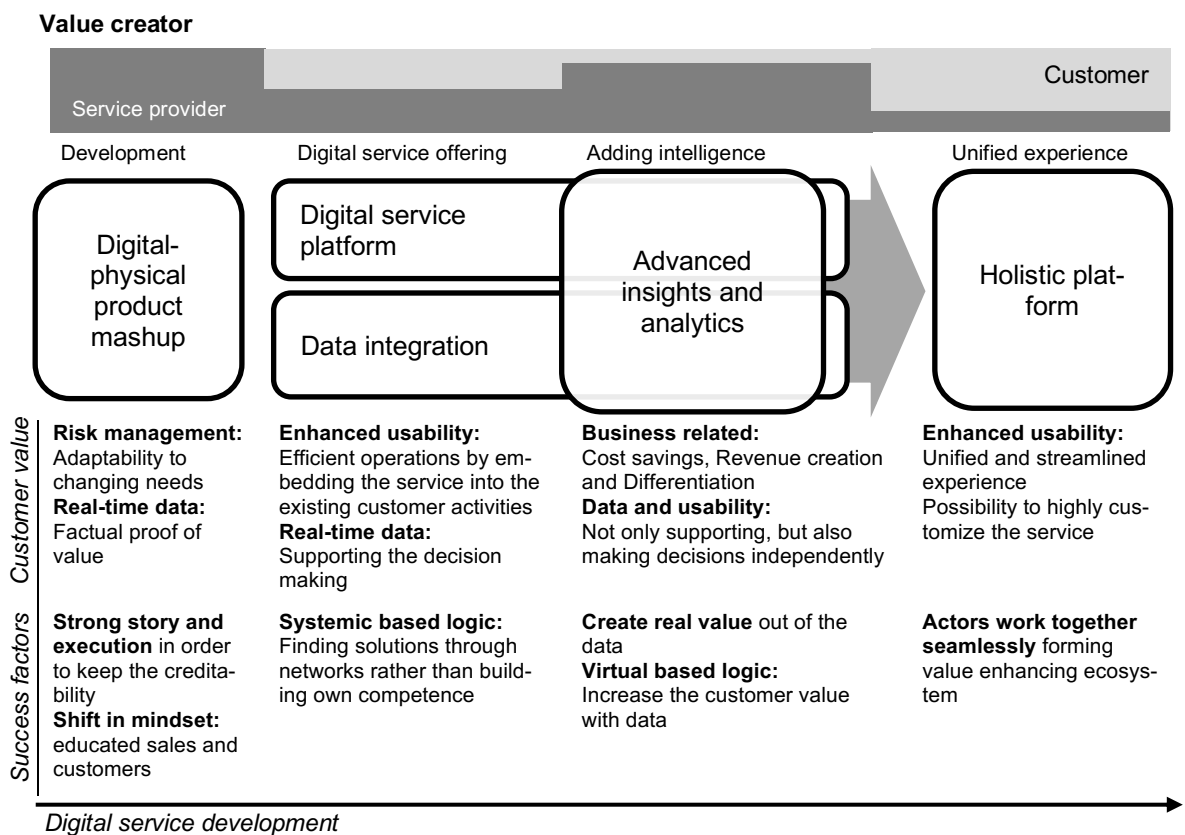 Value creator
Customer
Service provider
Development
Digital service offering
Adding intelligence
Unified experience
Digital-
physical
product
mashup
Digital service
platform
Data integration
Advanced
insights and
analytics
Holistic plat-
form
Customer value
Risk management:
Adaptability to
changing needs
Real-time data:
Factual proof of
value
Enhanced usability:
Efficient operations by em-
bedding the service into the
existing customer activities
Real-time data:
Supporting the decision
making
Business related:
Cost savings, Revenue creation
and Differentiation
Data and usability:
Not only supporting, but also
making decisions independently
Enhanced usability:
Unified and streamlined
experience
Possibility to highly cus-
tomize the service
Success factors
Strong story and
execution in order
to keep the credita-
bility
Shift in mindset:
educated sales and
customers
Systemic based logic:
Finding solutions through
networks rather than build-
ing own competence
Create real value out of the
data
Virtual based logic:
Increase the customer value
with data
Actors work together
seamlessly forming
value enhancing ecosys-
tem
Digital service development